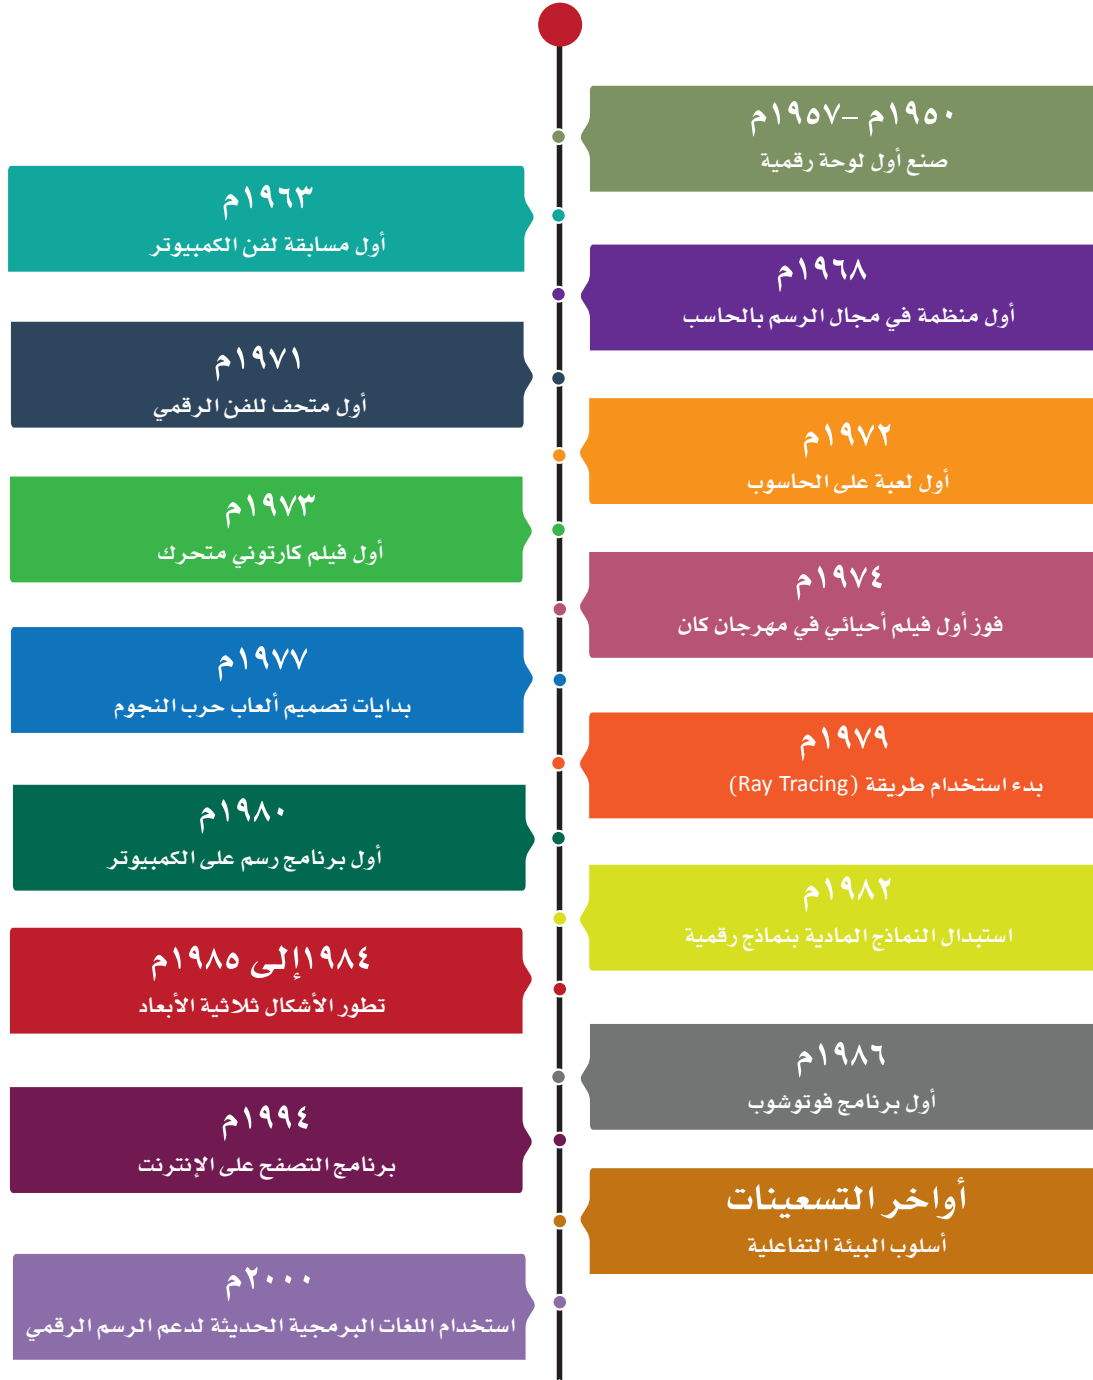 ١٩٥٠م –١٩٥٧م
صنع أول لوحة رقمية
١٩٦٣م
أول مسابقة لفن الكمبيوتر
١٩٦٨م
أول منظمة في مجال الرسم بالحاسب
١٩٧١م
أول متحف للفن الرقمي
١٩٧٢م
أول لعبة على الحاسوب
١٩٧٣م
أول فيلم كارتوني متحرك
١٩٧٤م
فوز أول فيلم أحيائي في مهرجان كان
١٩٧٧م
بدايات تصميم ألعاب حرب النجوم
١٩٧٩م
بدء استخدام طريقة (Ray Tracing)
١٩٨٠م
أول برنامج رسم على الكمبيوتر
١٩٨٢م
استبدال النماذج المادية بنماذج رقمية
١٩٨٤إلى ١٩٨٥م
تطور الأشكال ثلاثية الأبعاد
١٩٨٦م
أول برنامج فوتوشوب
١٩٩٤م
برنامج التصفح على الإنترنت
أواخر التسعينات
أسلوب البيئة التفاعلية
٢٠٠٠م
استخدام اللغات البرمجية الحديثة لدعم الرسم الرقمي